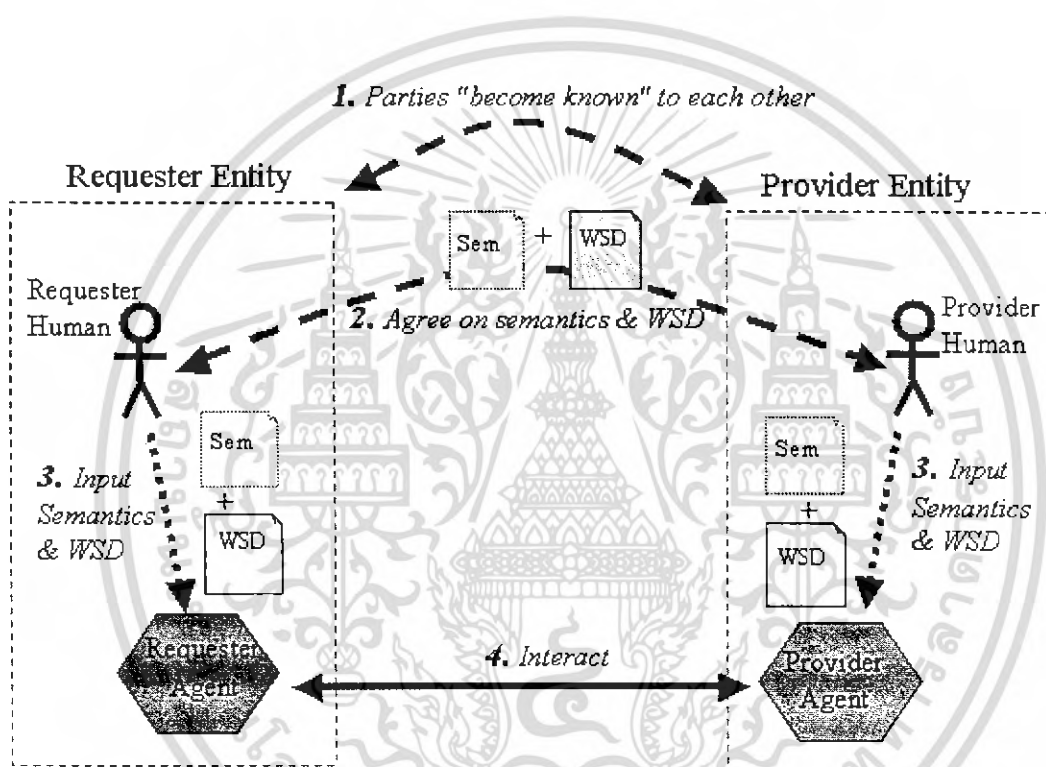 1. Parties "become known" to each other
Requester Entity
Provider Entity
Sem
+
WSD
Requester
Human
Provider
Human
2. Agree on semantics & WSD
Sem
+
WSD
3. Input
Semantics
& WSD
Sem
+
WSD
3. Input
Semantics
& WSD
Requester
Agent
4. Interact
Provider
Agent